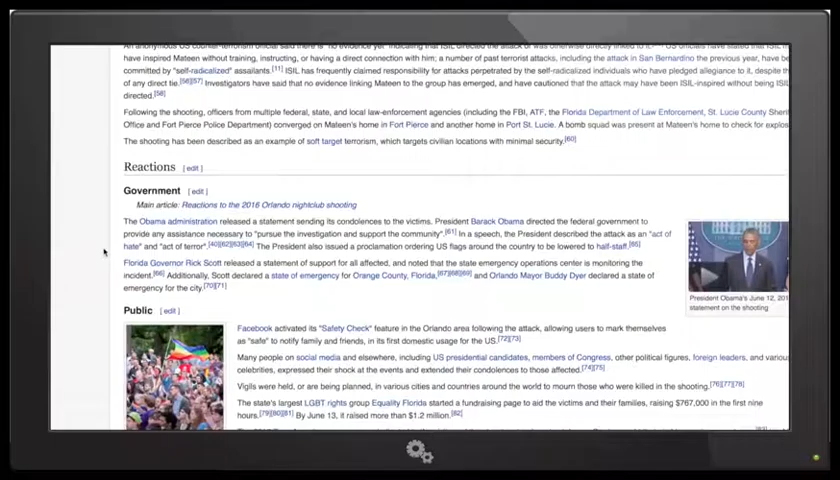 An anonymous US counter-terrorism official said there is "no evidence yet" indicating that ISIL directed the attack or was otherwise directly linked to it. US officials have stated that ISIL
have inspired Mateen without training, instructing, or having a direct connection with him; a number of past terrorist attacks, including the attack in San Bernardino the previous year, have be
committed by "self-radicalized" assailants.[11] ISIL has frequently claimed responsibility for attacks perpetrated by the self-radicalized individuals who have pledged allegiance to it, despite th
of any direct tie.[56][57] Investigators have said that no evidence linking Mateen to the group has emerged, and have cautioned that the attack may have been ISIL-inspired without being ISI
directed.[58]
Following the shooting, officers from multiple federal, state, and local law-enforcement agencies (including the FBI, ATF, the Florida Department of Law Enforcement, St. Lucie County Sheri
Office and Fort Pierce Police Department) converged on Mateen's home in Fort Pierce and another home in Port St. Lucie. A bomb squad was present at Mateen's home to check for explos
The shooting has been described as an example of soft target terrorism, which targets civilian locations with minimal security.[60]
Reactions [ edit ]
Government [ edit ]
Main article: Reactions to the 2016 Orlando nightclub shooting
The Obama administration released a statement sending its condolences to the victims. President Barack Obama directed the federal government to
provide any assistance necessary to "pursue the investigation and support the community".[61] In a speech, the President described the attack as an "act of
hate" and "act of terror".[40][62][63][64] The President also issued a proclamation ordering US flags around the country to be lowered to half-staff.[65]
Florida Governor Rick Scott released a statement of support for all affected, and noted that the state emergency operations center is monitoring the
incident.[66] Additionally, Scott declared a state of emergency for Orange County, Florida,[67][68][69] and Orlando Mayor Buddy Dyer declared a state of
emergency for the city.[70][71]
President Obama's June 12, 201
statement on the shooting
Public [ edit ]
Facebook activated its "Safety Check" feature in the Orlando area following the attack, allowing users to mark themselves
as "safe" to notify family and friends, in its first domestic usage for the US.[72][73]
Many people on social media and elsewhere, including US presidential candidates, members of Congress, other political figures, foreign leaders, and variou
celebrities, expressed their shock at the events and extended their condolences to those affected.[74][75]
Vigils were held, or are being planned, in various cities and countries around the world to mourn those who were killed in the shooting.[76][77][78]
The state's largest LGBT rights group Equality Florida started a fundraising page to aid the victims and their families, raising $767,000 in the first nine
hours.[79][80][81] By June 13, it raised more than $1.2 million.[82]